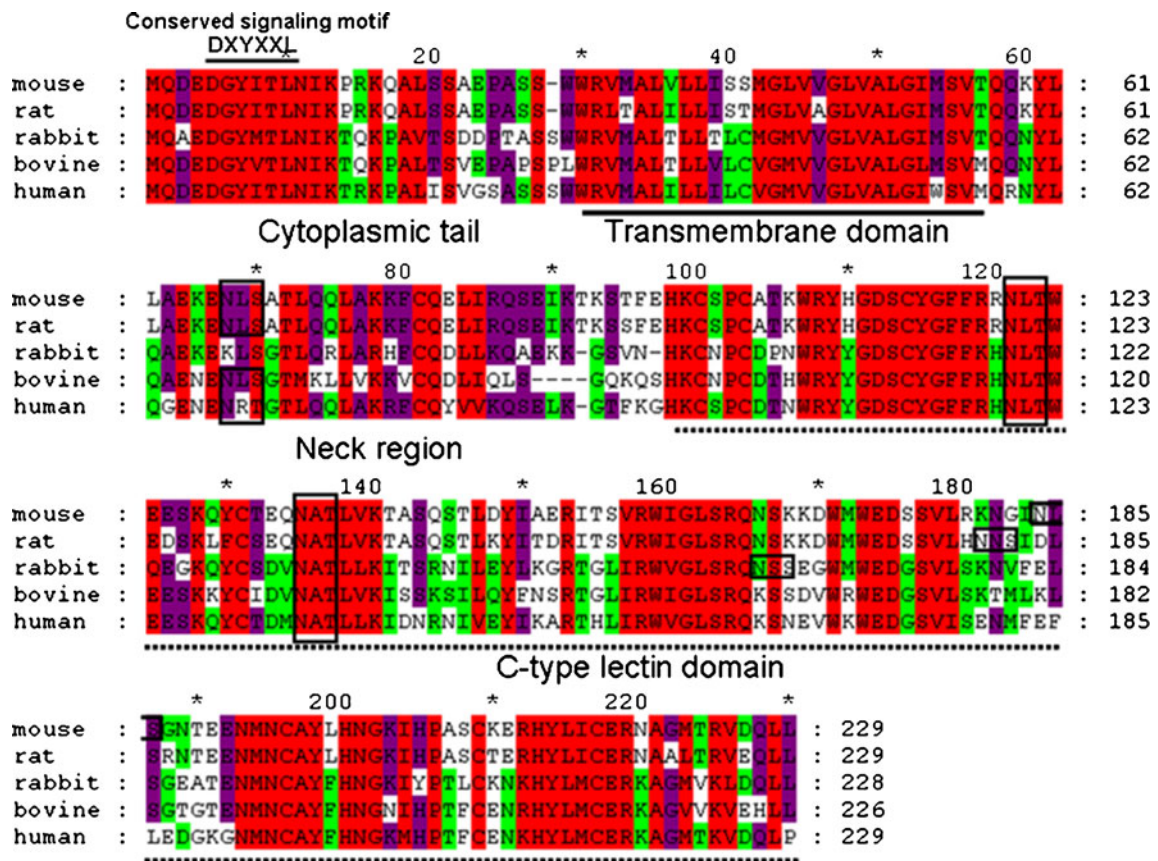 Conserved signaling motif
DXYXXL
* 20 * 40 * 60
mouse : MQDEDGYITLNIKPRKQALSSAEPASS-WWRVMALVLLISSMGLVVGLVALGIMSVTQQKYL : 61
rat : MQDEDGYITLNIKPRKQALSSAEPASS-WWRLTALILLISTMGLVAGLVALGIMSVTQQKYL : 61
rabbit : MQAEDGYMTLNIKTQKPAVTSDDPTASSWWRVMALTLLTLCMGMVVGLVALGIMSVTQQNYL : 62
bovine : MQDEDGYVTLNIKTQKPALTSVEPAPSPLWRVMALTLLVLCVGMVVGLVALGLMSVMQQNYL : 62
human : MQDEDGYITLNIKTRKPALISVGSASSSWWRVMALILLILCVGMVVGLVALGIWSVMQRNYL : 62
Cytoplasmic tail Transmembrane domain
* 80 * 100 * 120
mouse : LAEKENLSATLQQLAKKFCQELIRQSEIKTKSTFEHKCSPCATKWRYHGDSCYGFFRRNLTW : 123
rat : LAEKENLSATLQQLAKKFCQELIRQSEIKTKSSFEHKCSPCATKWRYHGDSCYGFFRRNLTW : 123
rabbit : QAEKEKLSGTLQRLARHFCQDLLKQAEKK-GSVN-HKCNPCDPNWRYYGDSCYGFFKHNLTW : 122
bovine : QAENENLSGTMKLLVKKVCQDLIQLS----GQKQSHKCNPCDTHWRYYGDSCYGFFRHNLTW : 120
human : QGENENRTGTLQQLAKRFCQYVVKQSELK-GTFKGHKCSPCDTNWRYYGDSCYGFFRHNLTW : 123
Neck region
* 140 * 160 * 180
mouse : EESKQYCTEQNATLVKTASQSTLDYIAERITSVRWIGLSRQNSKKDWMWEDSSVLRKNGINL : 185
rat : EDSKLFCSEQNATLVKTASQSTLKYITDRITSVRWIGLSRQNSKKDWMWEDSSVLHNNSIDL : 185
rabbit : QEGKQYCSDVNATLLKITSRNILEYLKGRTGLIRWVGLSRQNSSEGWMWEDGSVLSKNVFEL : 184
bovine : EESKKYCIDVNATLVKISSKSILQYFNSRTGLIRWVGLSRQKSSDVWRWEDGSVLSKTMLKL : 182
human : EESKQYCTDMNATLLKIDNRNIVEYIKARTHLIRWVGLSRQKSNEVWKWEDGSVISENMFEF : 185
C-type lectin domain
* 200 * 220 *
mouse : SGNTEENMNCAYLHNGKIHPASCKERHYLICERNAGMTRVDQLL : 229
rat : SRNTEENMNCAYLHNGKIHPASCTERHYLICERNAALTRVEQLL : 229
rabbit : SGEATENMNCAYFHNGKIYPTLCKNKHYLMCERKAGMVKLDQLL : 228
bovine : SGTGTENMNCAYFHNGNIHPTFCENKHYLMCERKAGVVKVEHLL : 226
human : LEDGKGNMNCAYFHNGKMHPTFCENKHYLMCERKAGMTKVDQLP : 229